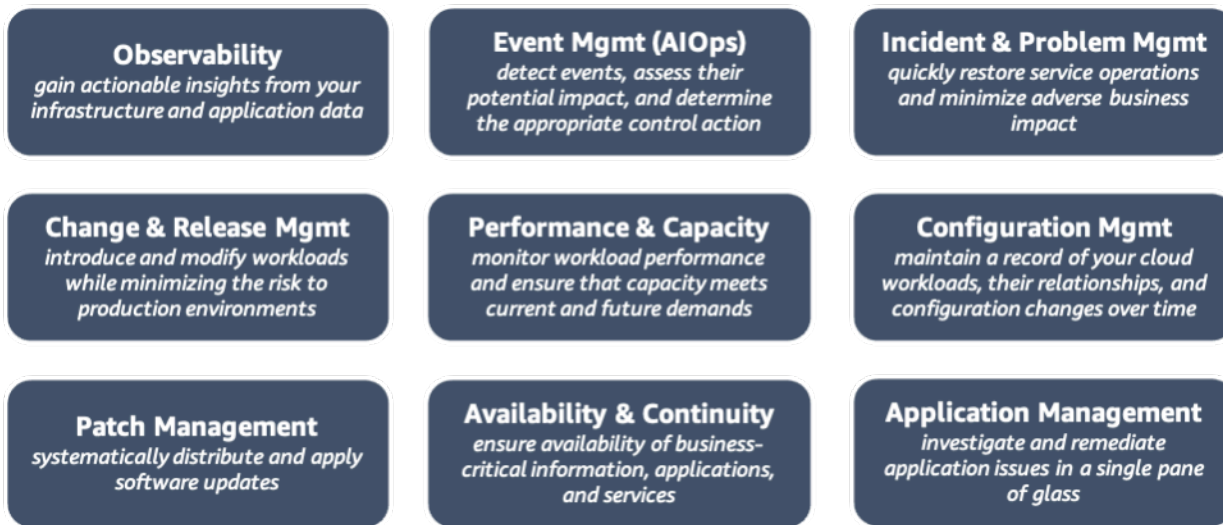 Observability
gain actionable insights from your
infrastructure and application data
Event Mgmt (AIOps)
detect events, assess their
potential impact, and determine
the appropriate control action
Incident & Problem Mgmt
quickly restore service operations
and minimize adverse business
impact
Change & Release Mgmt
introduce and modify workloads
while minimizing the risk to
production environments
Performance & Capacity
monitor workload performance
and ensure that capacity meets
current and future demands
Configuration Mgmt
maintain a record of your cloud
workloads, their relationships, and
configuration changes over time
Patch Management
systematically distribute and apply
software updates
Availability & Continuity
ensure availability of business-
critical information, applications,
and services
Application Management
investigate and remediate
application issues in a single pane
of glass